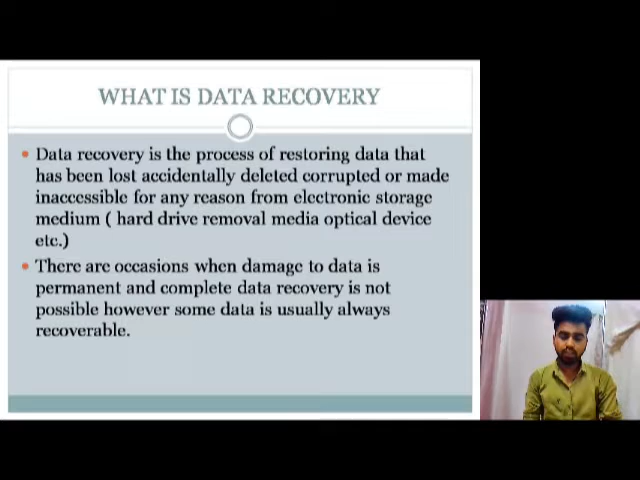 WHAT IS DATA RECOVERY
Data recovery is the process of restoring data that
has been lost accidentally deleted corrupted or made
inaccessible for any reason from electronic storage
medium ( hard drive removal media optical device
etc.)
There are occasions when damage to data is
permanent and complete data recovery is not
possible however some data is usually always
recoverable.